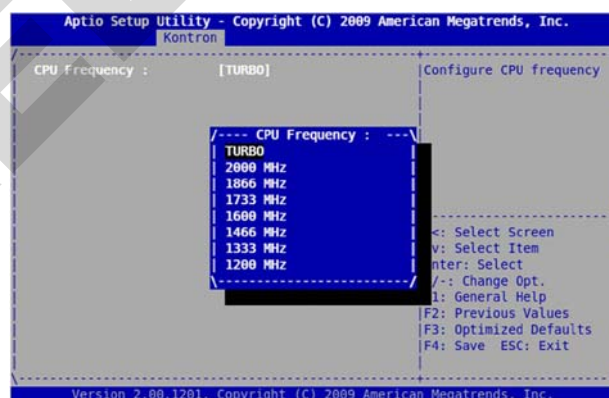 Aptio Setup Utility - Copyright (C) 2009 American Megatrends, Inc.
Kontron
CPU Frequency : [TURBO]
Configure CPU frequency
CPU Frequency :
TURBO
2000 MHz
1866 MHz
1733 MHz
1600 MHz
1466 MHz
1333 MHz
1200 MHz
<: Select Screen
v: Select Item
nter: Select
/-: Change Opt.
1: General Help
F2: Previous Values
F3: Optimized Defaults
F4: Save ESC: Exit
Version 2.00.1201. Copyright (C) 2009 American Megatrends, Inc.